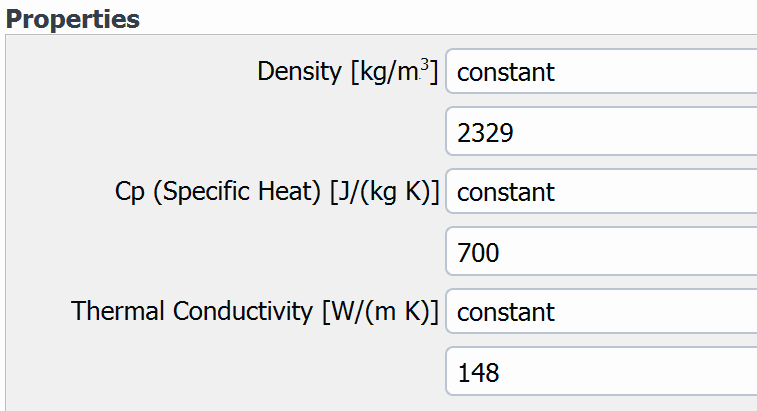 Properties
Density [kg/m³] constant
2329
Cp (Specific Heat) [J/(kg K)] constant
700
Thermal Conductivity [W/(m K)] constant
148